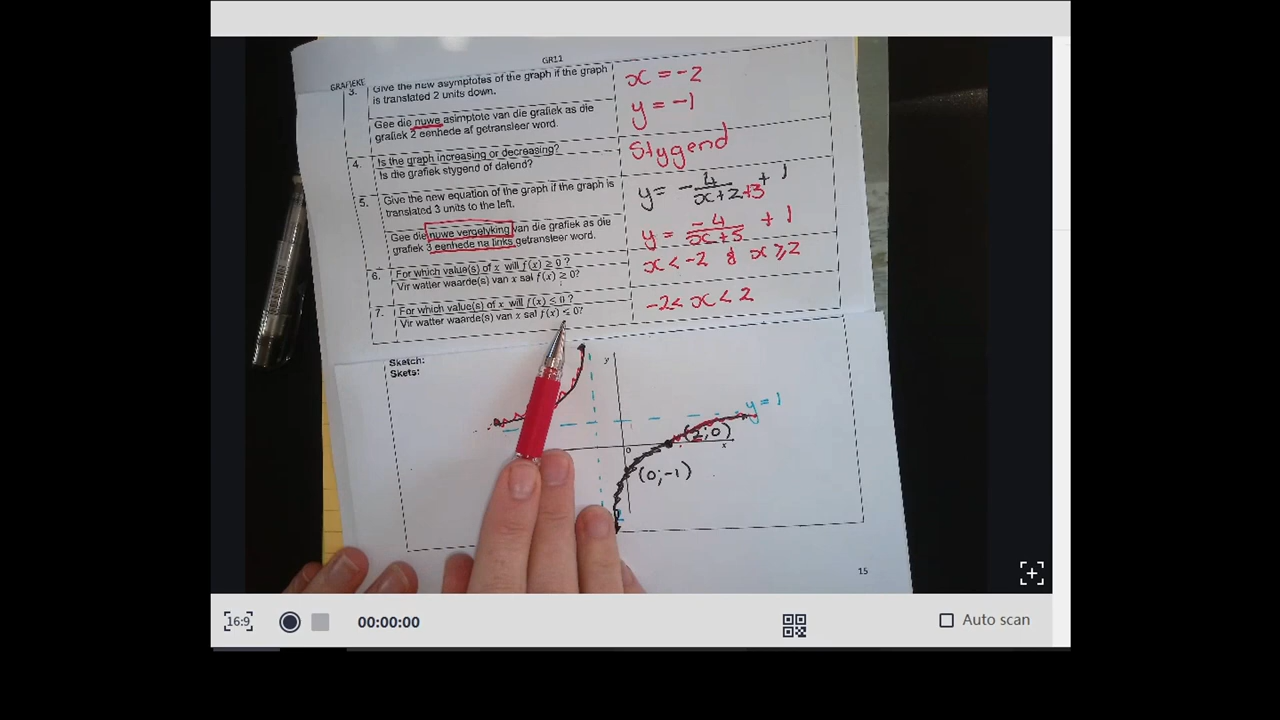 GR11
GRAFIEKE
3. Give the new asymptotes of the graph if the graph
is translated 2 units down.
Gee die nuwe asimptote van die grafiek as die
grafiek 2 eenhede af getransleer word.
x = -2
y = -1
4. Is the graph increasing or decreasing?
Is die grafiek stygend of dalend?
Stygend
5. Give the new equation of the graph if the graph is
translated 3 units to the left.
Gee die nuwe vergelyking van die grafiek as die
grafiek 3 eenhede na links getransleer word.
y = -4/(x+2+3) + 1
y = -4/(x+5) + 1
6. For which value(s) of x will f(x) ≥ 0?
Vir watter waarde(s) van x sal f(x) ≥ 0?
x < -2 & x ≥ 2
7. For which value(s) of x will f(x) ≤ 0?
Vir watter waarde(s) van x sal f(x) ≤ 0?
-2 < x < 2
Sketch:
Skets:
y
y = 1
(2;0)
0
x
(0;-1)
15
16:9
00:00:00
Auto scan